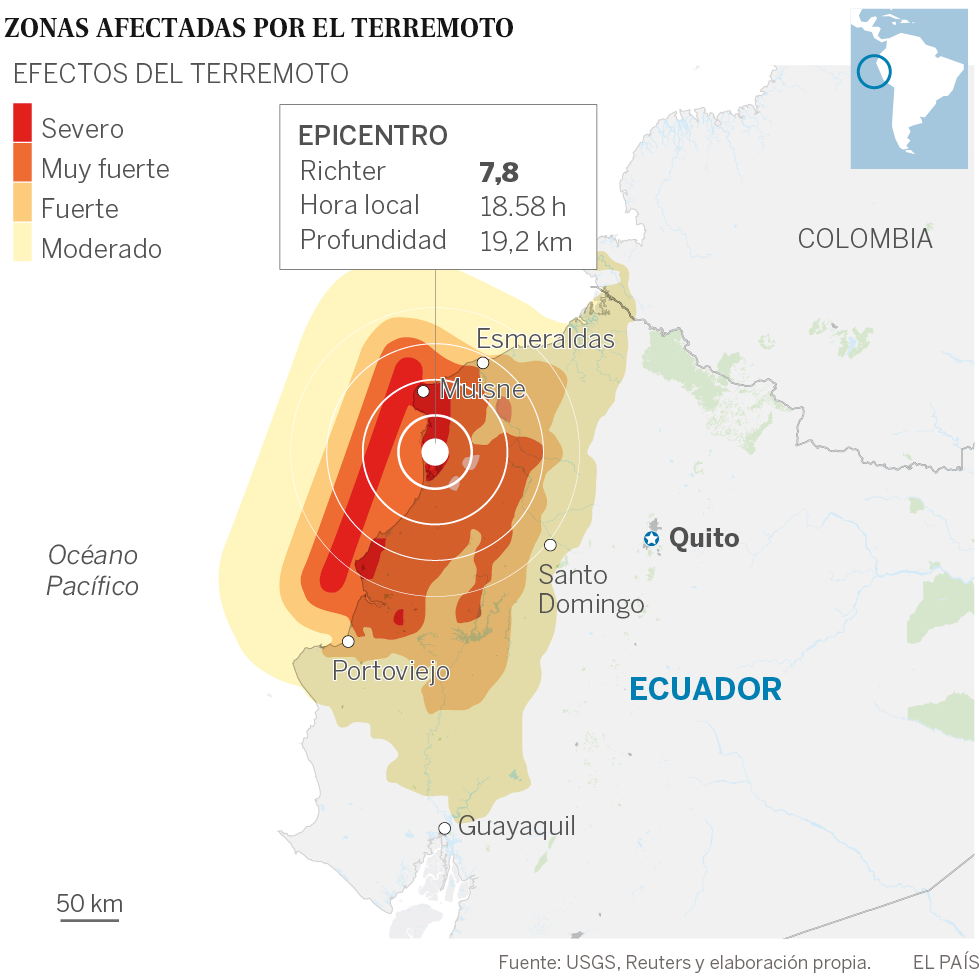 ZONAS AFECTADAS POR EL TERREMOTO
EFECTOS DEL TERREMOTO
Severo
Muy fuerte
Fuerte
Moderado
EPICENTRO
Richter 7,8
Hora local 18.58 h
Profundidad 19,2 km
COLOMBIA
Esmeraldas
Muisne
Océano
Pacífico
Quito
Santo
Domingo
Portoviejo
ECUADOR
Guayaquil
50 km
Fuente: USGS, Reuters y elaboración propia. EL PAÍS